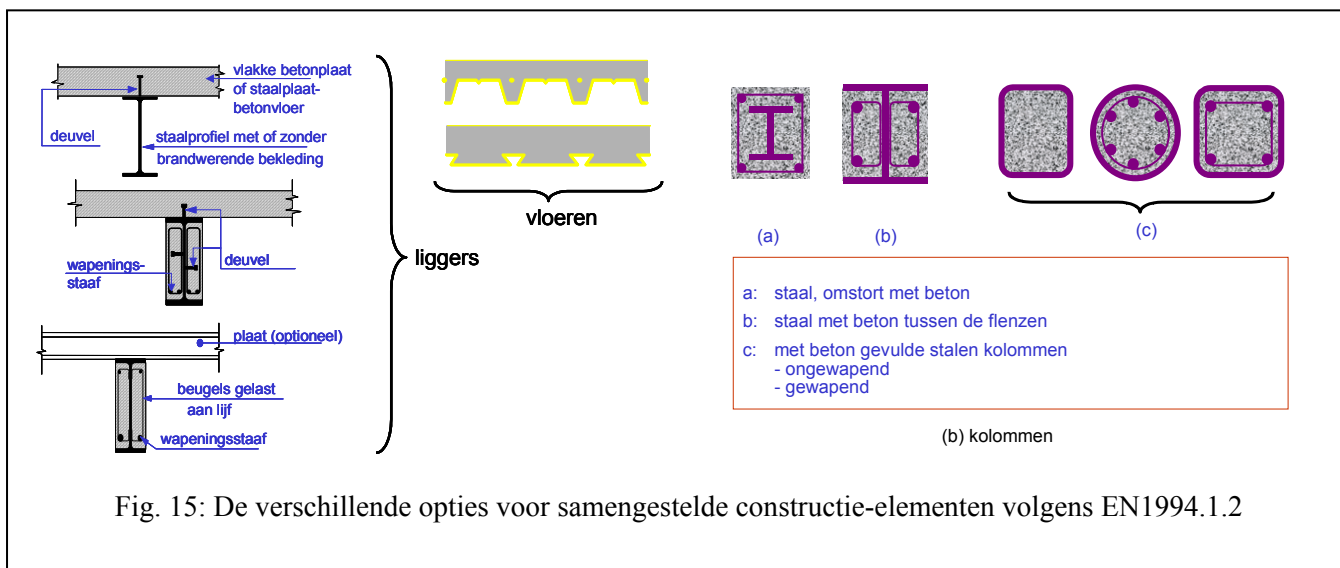 vlakke betonplaat
of staalplaat-
betonvloer
deuvel
staalprofiel met of zonder
brandwerende bekleding
wapenings-
staaf
deuvel
plaat (optioneel)
beugels gelast
aan lijf
wapeningsstaaf
liggers
vloeren
(a)
(b)
(c)
a: staal, omstort met beton
b: staal met beton tussen de flenzen
c: met beton gevulde stalen kolommen
- ongewapend
- gewapend
(b) kolommen
Fig. 15: De verschillende opties voor samengestelde constructie-elementen volgens EN1994.1.2